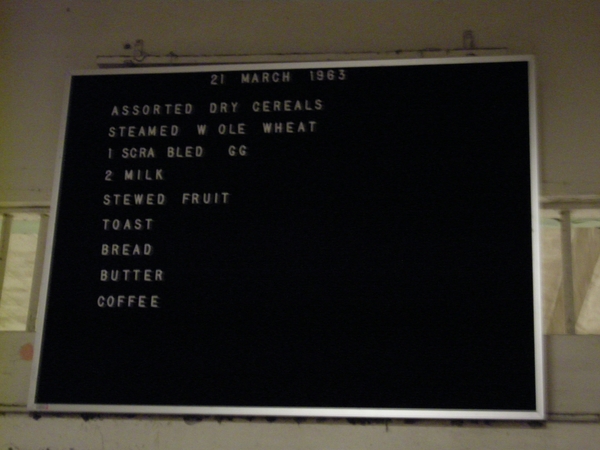 21 MARCH 1963
ASSORTED DRY CEREALS
STEAMED W OLE WHEAT
1 SCRA BLED GG
2 MILK
STEWED FRUIT
TOAST
BREAD
BUTTER
COFFEE